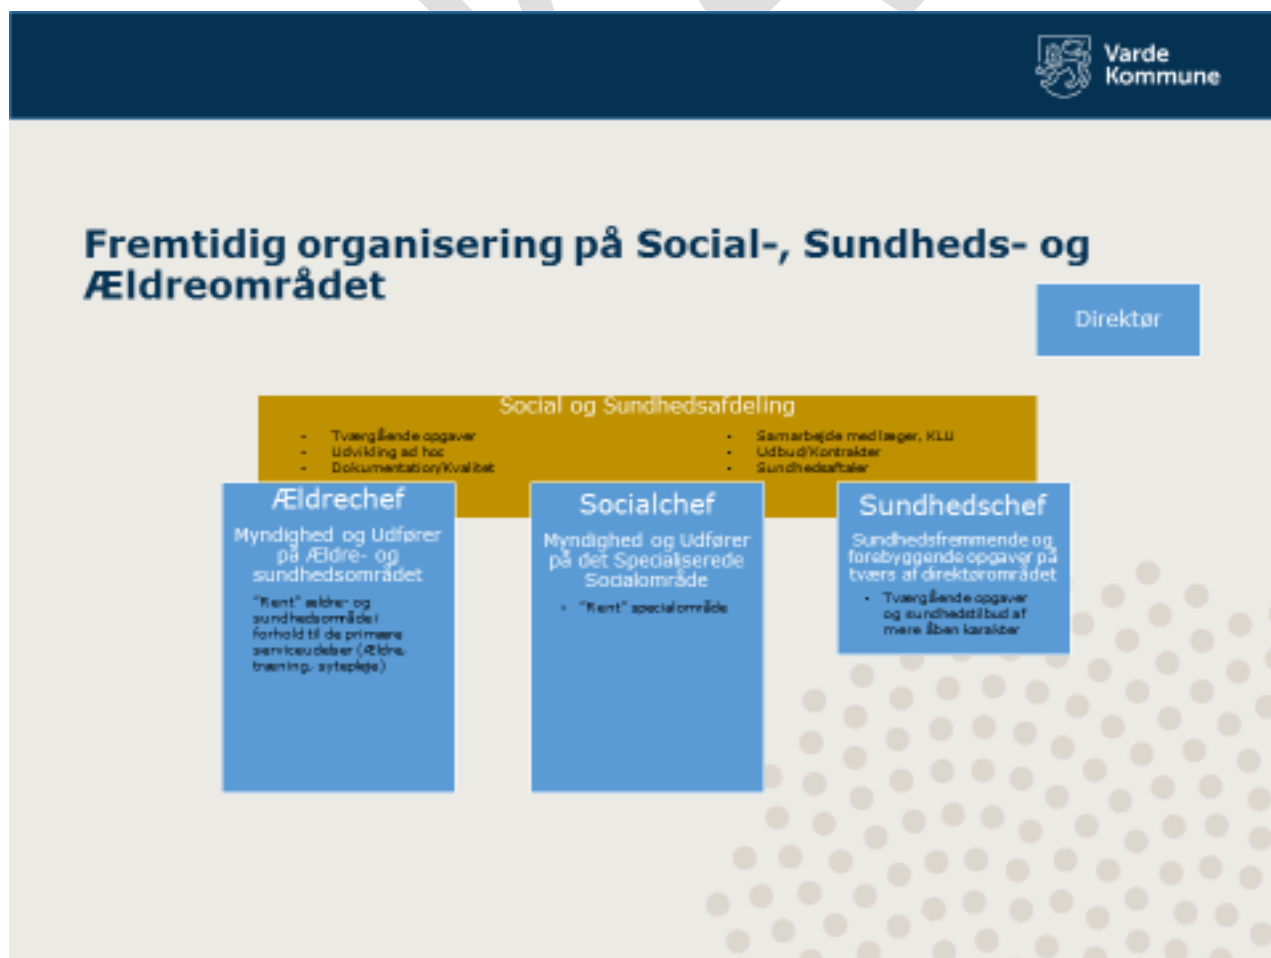 Varde
Kommune
Fremtidig organisering på Social-, Sundheds- og
Ældreområdet
Direktør
Social og Sundhedsafdeling
• Tværgående opgaver
• Udvikling ad hoc
• Dokumentation/Kvalitet
• Samarbejde med læger, KLU
• Udbud/Kontrakter
• Sundhedsaftaler
Ældrechef
Myndighed og Udfører
på Ældre- og
sundhedsområdet
"Rent" ældre- og
sundhedsområde i
forhold til de primære
serviceudelser (Ældre,
træning, sytepleje)
Socialchef
Myndighed og Udfører
på det Specialiserede
Socialområde
• "Rent" specialområde
Sundhedschef
Sundhedsfremmende og
forebyggende opgaver på
tværs af direktørområdet
• Tværgående opgaver
og sundhedstilbud af
mere åben karakter